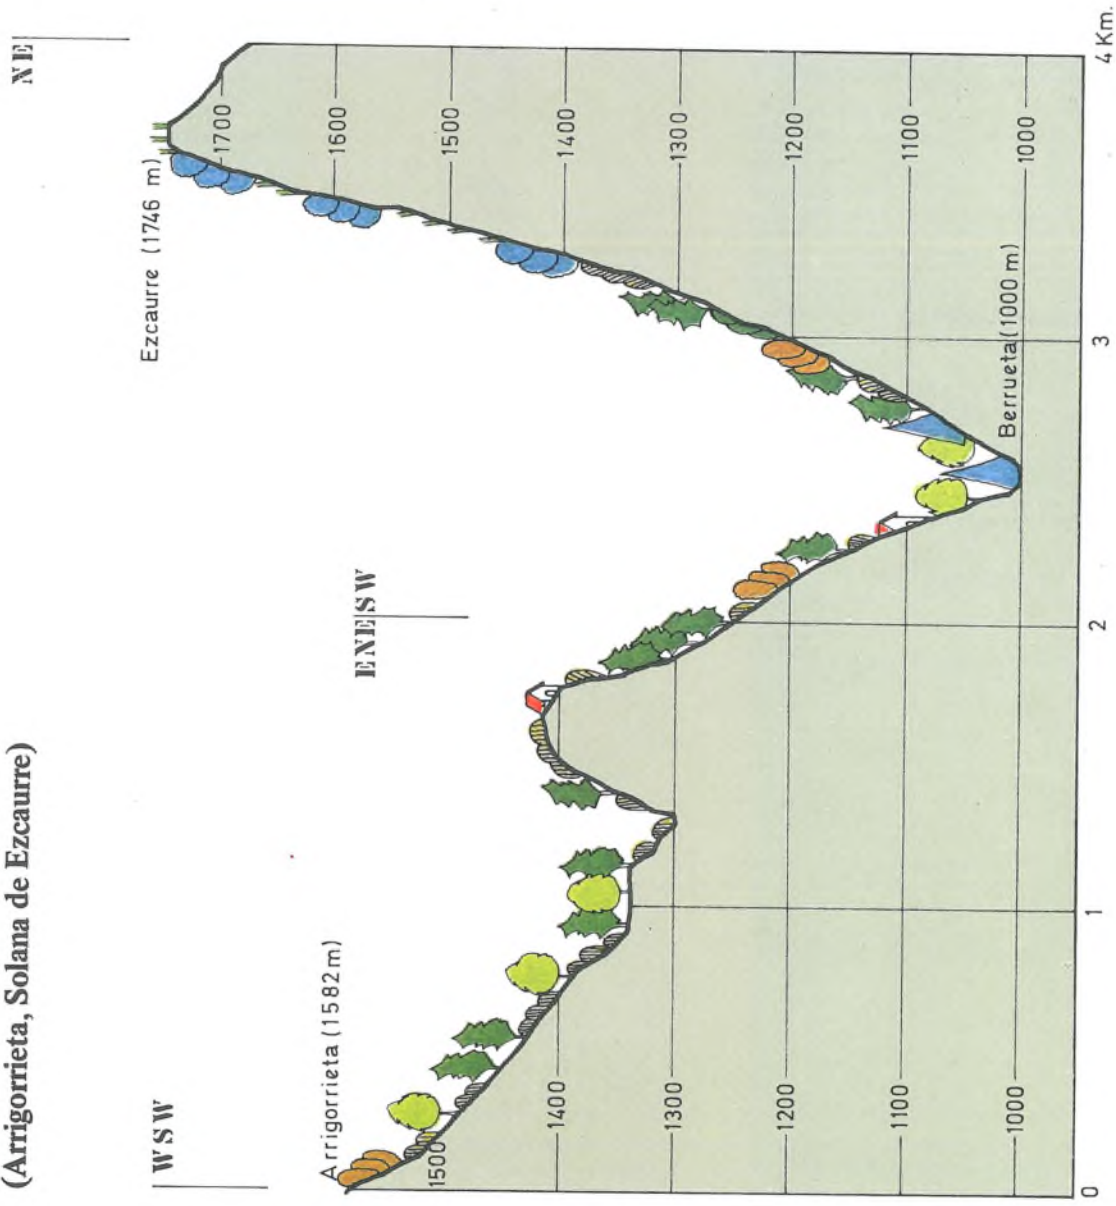 (Arrigorrieta, Solana de Ezcaurre)
WSW
ENE SW
NE
Arrigorrieta (1582 m)
Ezcaurre (1746 m)
Berrueta (1000 m)
1500
1400
1300
1200
1100
1000
1700
1600
1500
1400
1300
1200
1100
1000
0
1
2
3
4 Km.